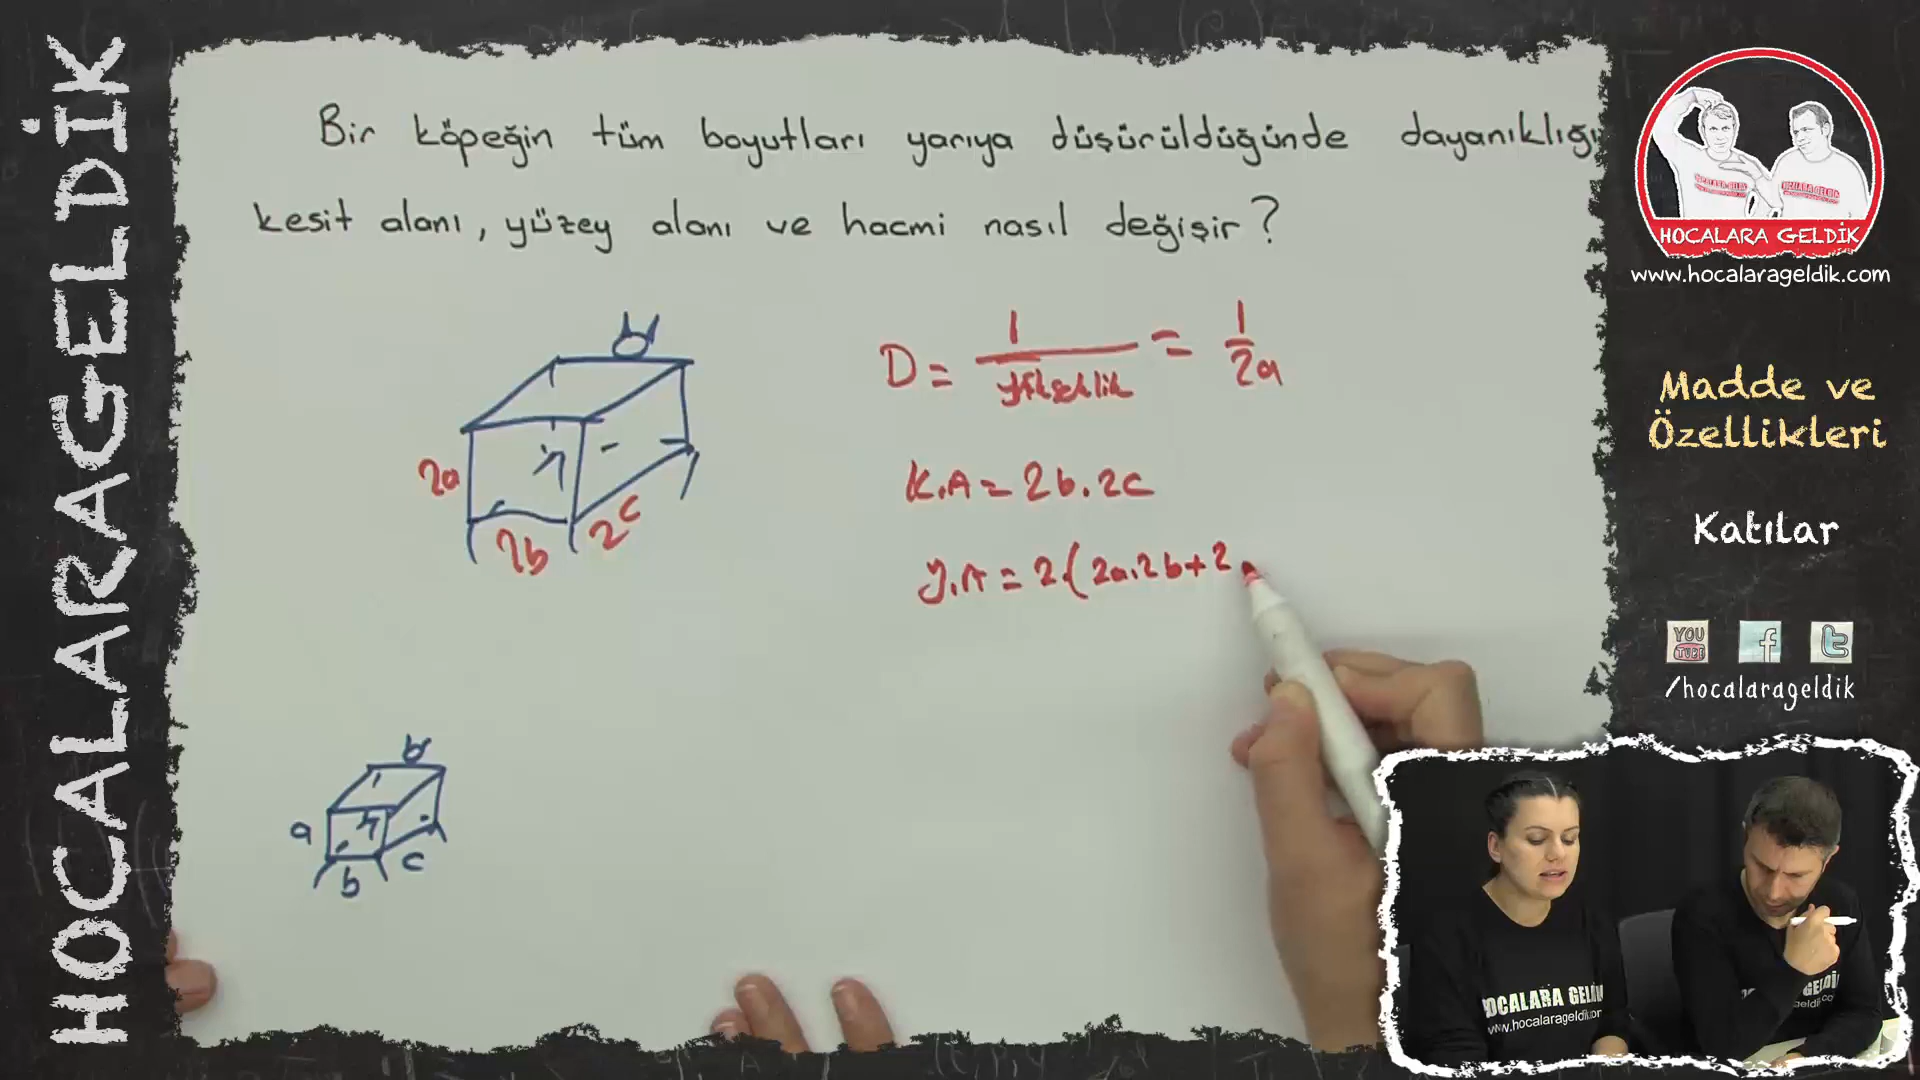 HOCALARAGELDİK
Bir köpeğin tüm boyutları yarıya düşürüldüğünde dayanıklığı
kesit alanı, yüzey alanı ve hacmi nasıl değişir?
D = 1/yükseklik = 1/2a
K.A = 2b.2c
Y.A = 2.(2a.2b+2
2a
2b
2c
a
b
c
HOCALARA GELDİK
www.hocalarageldik.com
Madde ve
Özellikleri
Katılar
YOU
TUBE
f
t
/hocalarageldik
HOCALARA GELDİK
www.hocalarageldik.com